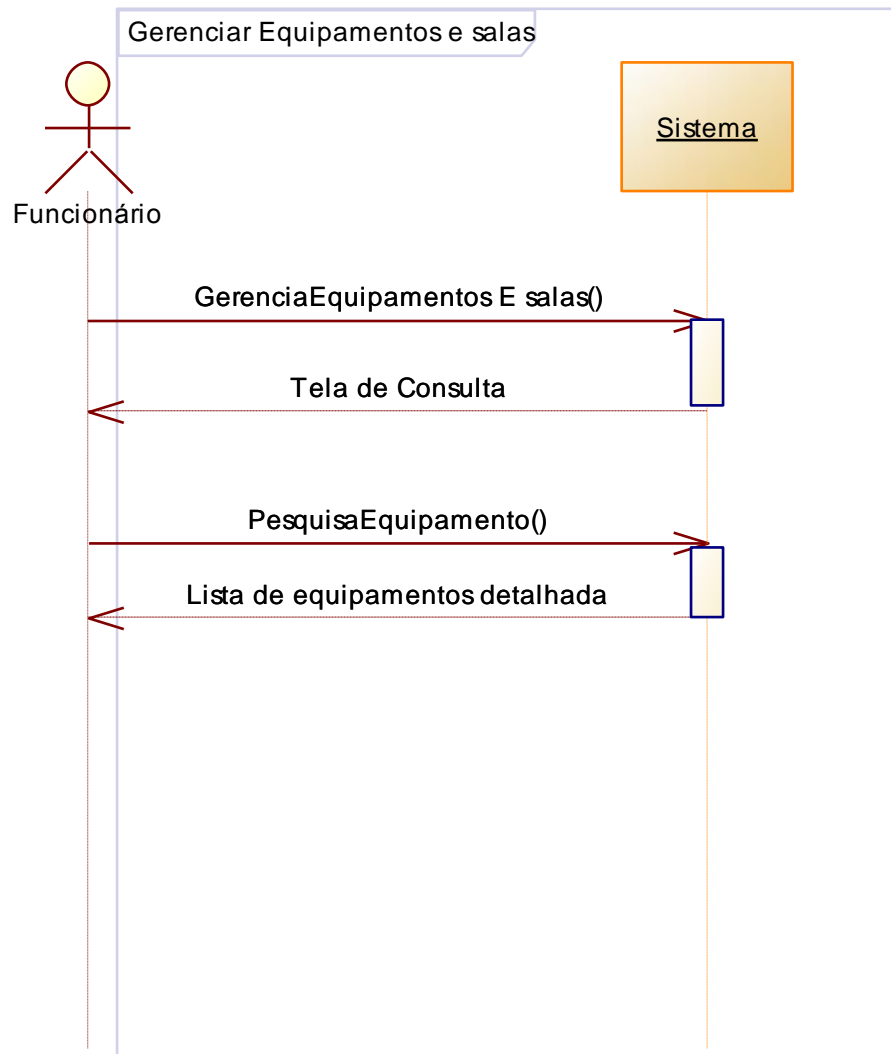 Gerenciar Equipamentos e salas
Sistema
Funcionário
GerenciaEquipamentos E salas()
Tela de Consulta
PesquisaEquipamento()
Lista de equipamentos detalhada